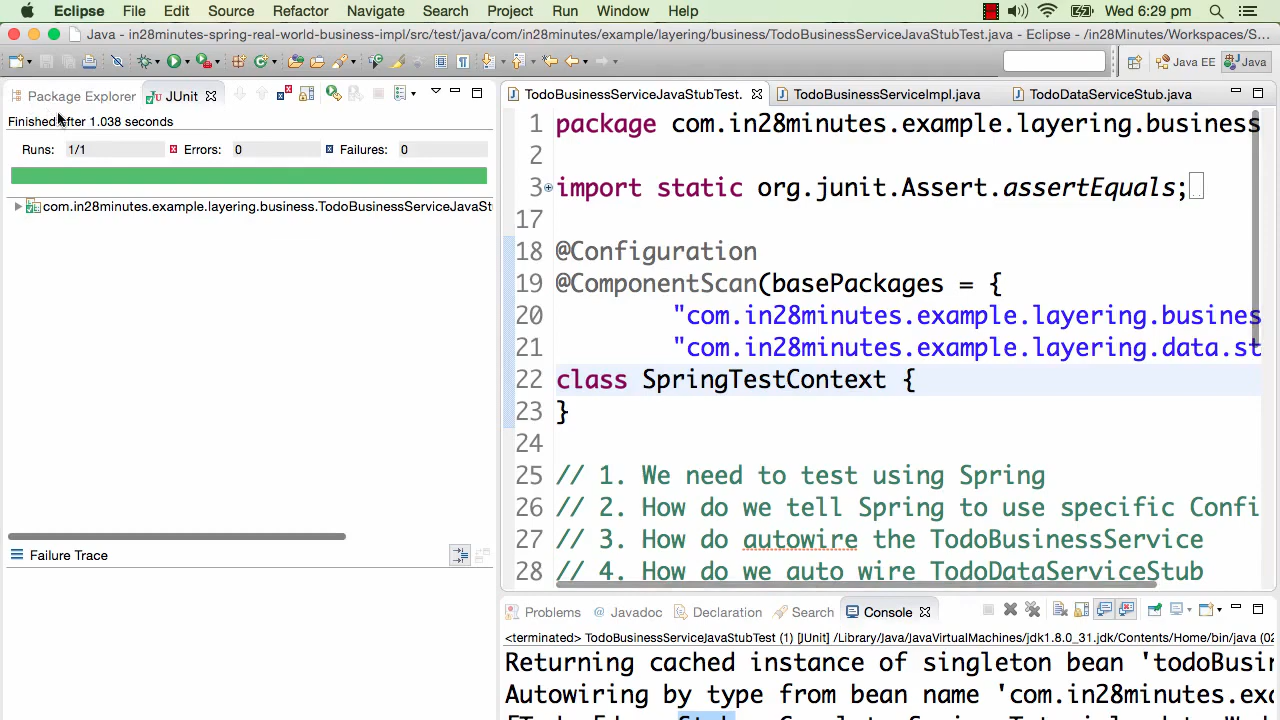 Eclipse File Edit Source Refactor Navigate Search Project Run Window Help Wed 6:29 pm
Java - in28minutes-spring-real-world-business-impl/src/test/java/com/in28minutes/example/layering/business/TodoBusinessServiceJavaStubTest.java - Eclipse - /in28Minutes/Workspaces/S...
Java EE Java
Package Explorer JUnit
Finished after 1.038 seconds
Runs: 1/1 Errors: 0 Failures: 0
com.in28minutes.example.layering.business.TodoBusinessServiceJavaSt
Failure Trace
TodoBusinessServiceJavaStubTest. TodoBusinessServiceImpl.java TodoDataServiceStub.java
1 package com.in28minutes.example.layering.business
2
3 import static org.junit.Assert.assertEquals;
17
18 @Configuration
19 @ComponentScan(basePackages = {
20 "com.in28minutes.example.layering.busines
21 "com.in28minutes.example.layering.data.st
22 class SpringTestContext {
23 }
24
25 // 1. We need to test using Spring
26 // 2. How do we tell Spring to use specific Confi
27 // 3. How do autowire the TodoBusinessService
28 // 4. How do we auto wire TodoDataServiceStub
Problems Javadoc Declaration Search Console
<terminated> TodoBusinessServiceJavaStubTest (1) [JUnit] /Library/Java/JavaVirtualMachines/jdk1.8.0_31.jdk/Contents/Home/bin/java (02
Returning cached instance of singleton bean 'todoBusin
Autowiring by type from bean name 'com.in28minutes.ex